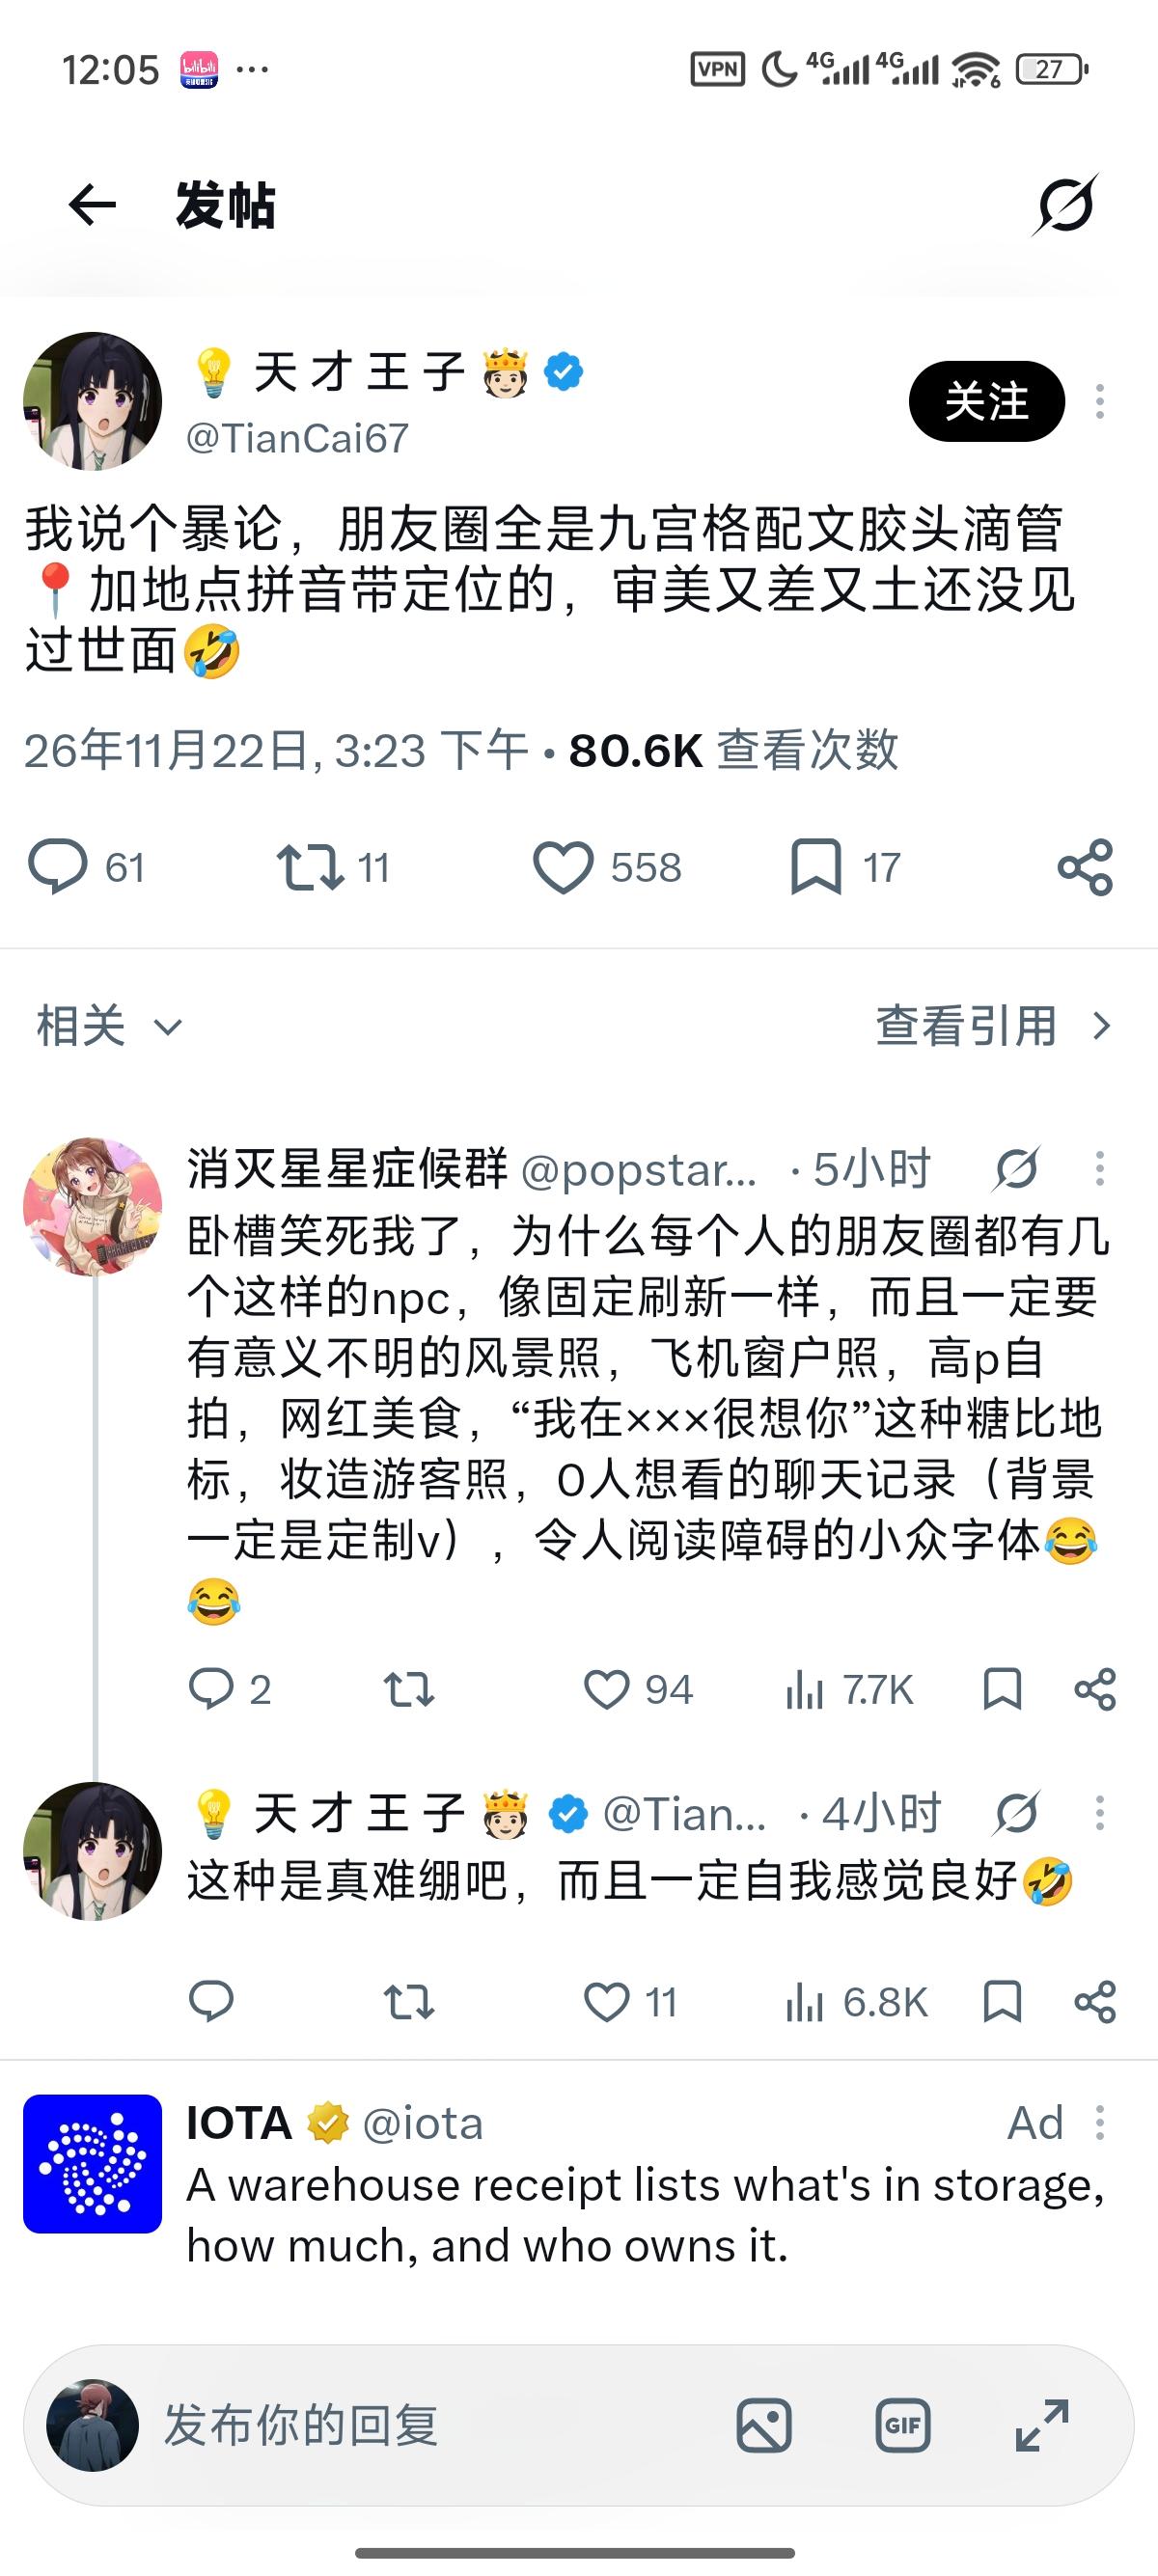 12:05 bilibili ... VPN 4G 4G 6 27
发帖
💡 天 才 王 子 🤴🏻
关注
@TianCai67
我说个暴论，朋友圈全是九宫格配文胶头滴管
📍加地点拼音带定位的，审美又差又土还没见
过世面🤣
26年11月22日, 3:23 下午 • 80.6K 查看次数
61 11 558 17
相关 查看引用
消灭星星症候群 @popstar... · 5小时
卧槽笑死我了，为什么每个人的朋友圈都有几
个这样的npc，像固定刷新一样，而且一定要
有意义不明的风景照，飞机窗户照，高p自
拍，网红美食，“我在×××很想你”这种糖比地
标，妆造游客照，0人想看的聊天记录（背景
一定是定制v），令人阅读障碍的小众字体😂
😂
2 94 7.7K
💡 天 才 王 子 🤴🏻 @Tian... · 4小时
这种是真难绷吧，而且一定自我感觉良好🤣
11 6.8K
IOTA @iota Ad
A warehouse receipt lists what's in storage,
how much, and who owns it.
发布你的回复 GIF